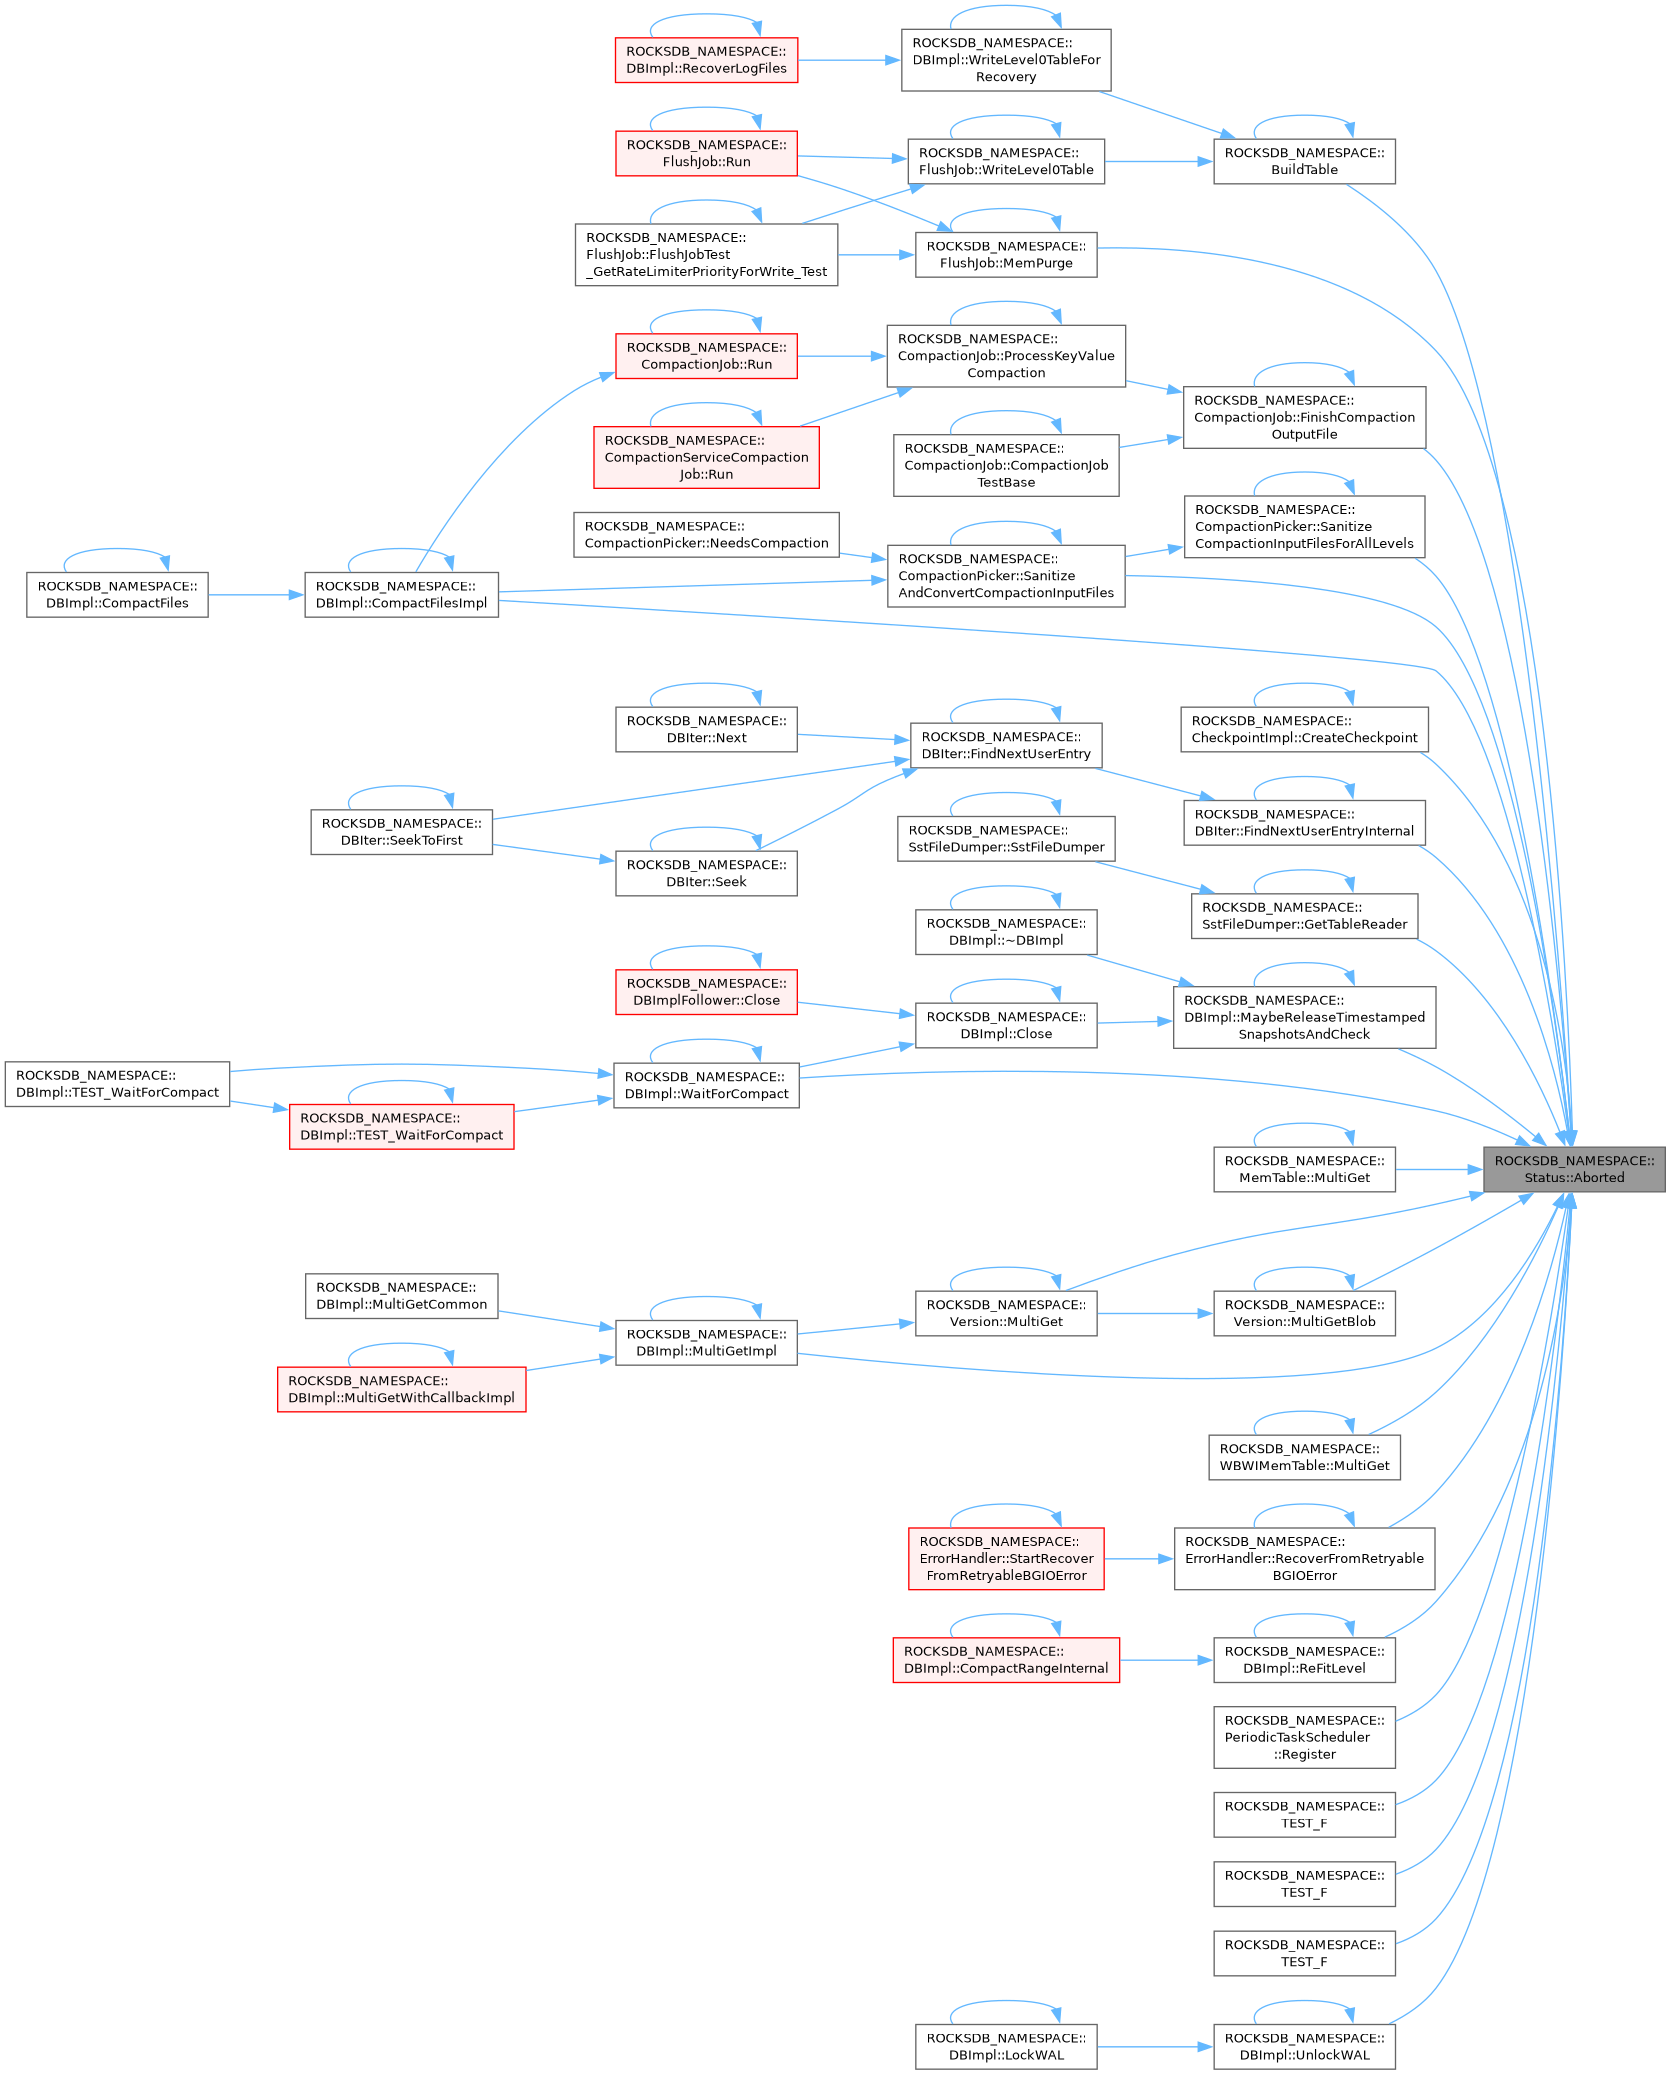 ROCKSDB_NAMESPACE::
DBImpl::RecoverLogFiles
ROCKSDB_NAMESPACE::
DBImpl::WriteLevel0TableFor
Recovery
ROCKSDB_NAMESPACE::
FlushJob::Run
ROCKSDB_NAMESPACE::
FlushJob::WriteLevel0Table
ROCKSDB_NAMESPACE::
BuildTable
ROCKSDB_NAMESPACE::
FlushJob::FlushJobTest
_GetRateLimiterPriorityForWrite_Test
ROCKSDB_NAMESPACE::
FlushJob::MemPurge
ROCKSDB_NAMESPACE::
CompactionJob::Run
ROCKSDB_NAMESPACE::
CompactionJob::ProcessKeyValue
Compaction
ROCKSDB_NAMESPACE::
CompactionJob::FinishCompaction
OutputFile
ROCKSDB_NAMESPACE::
CompactionServiceCompaction
Job::Run
ROCKSDB_NAMESPACE::
CompactionJob::CompactionJob
TestBase
ROCKSDB_NAMESPACE::
CompactionPicker::Sanitize
CompactionInputFilesForAllLevels
ROCKSDB_NAMESPACE::
CompactionPicker::NeedsCompaction
ROCKSDB_NAMESPACE::
CompactionPicker::Sanitize
AndConvertCompactionInputFiles
ROCKSDB_NAMESPACE::
DBImpl::CompactFiles
ROCKSDB_NAMESPACE::
DBImpl::CompactFilesImpl
ROCKSDB_NAMESPACE::
DBIter::Next
ROCKSDB_NAMESPACE::
DBIter::FindNextUserEntry
ROCKSDB_NAMESPACE::
CheckpointImpl::CreateCheckpoint
ROCKSDB_NAMESPACE::
DBIter::SeekToFirst
ROCKSDB_NAMESPACE::
DBIter::Seek
ROCKSDB_NAMESPACE::
SstFileDumper::SstFileDumper
ROCKSDB_NAMESPACE::
DBIter::FindNextUserEntryInternal
ROCKSDB_NAMESPACE::
SstFileDumper::GetTableReader
ROCKSDB_NAMESPACE::
DBImpl::~DBImpl
ROCKSDB_NAMESPACE::
DBImplFollower::Close
ROCKSDB_NAMESPACE::
DBImpl::Close
ROCKSDB_NAMESPACE::
DBImpl::MaybeReleaseTimestamped
SnapshotsAndCheck
ROCKSDB_NAMESPACE::
DBImpl::TEST_WaitForCompact
ROCKSDB_NAMESPACE::
DBImpl::TEST_WaitForCompact
ROCKSDB_NAMESPACE::
DBImpl::WaitForCompact
ROCKSDB_NAMESPACE::
MemTable::MultiGet
ROCKSDB_NAMESPACE::
Status::Aborted
ROCKSDB_NAMESPACE::
DBImpl::MultiGetCommon
ROCKSDB_NAMESPACE::
DBImpl::MultiGetImpl
ROCKSDB_NAMESPACE::
Version::MultiGet
ROCKSDB_NAMESPACE::
Version::MultiGetBlob
ROCKSDB_NAMESPACE::
DBImpl::MultiGetWithCallbackImpl
ROCKSDB_NAMESPACE::
WBWIMemTable::MultiGet
ROCKSDB_NAMESPACE::
ErrorHandler::StartRecover
FromRetryableBGIOError
ROCKSDB_NAMESPACE::
ErrorHandler::RecoverFromRetryable
BGIOError
ROCKSDB_NAMESPACE::
DBImpl::CompactRangeInternal
ROCKSDB_NAMESPACE::
DBImpl::ReFitLevel
ROCKSDB_NAMESPACE::
PeriodicTaskScheduler
::Register
ROCKSDB_NAMESPACE::
TEST_F
ROCKSDB_NAMESPACE::
TEST_F
ROCKSDB_NAMESPACE::
TEST_F
ROCKSDB_NAMESPACE::
DBImpl::LockWAL
ROCKSDB_NAMESPACE::
DBImpl::UnlockWAL